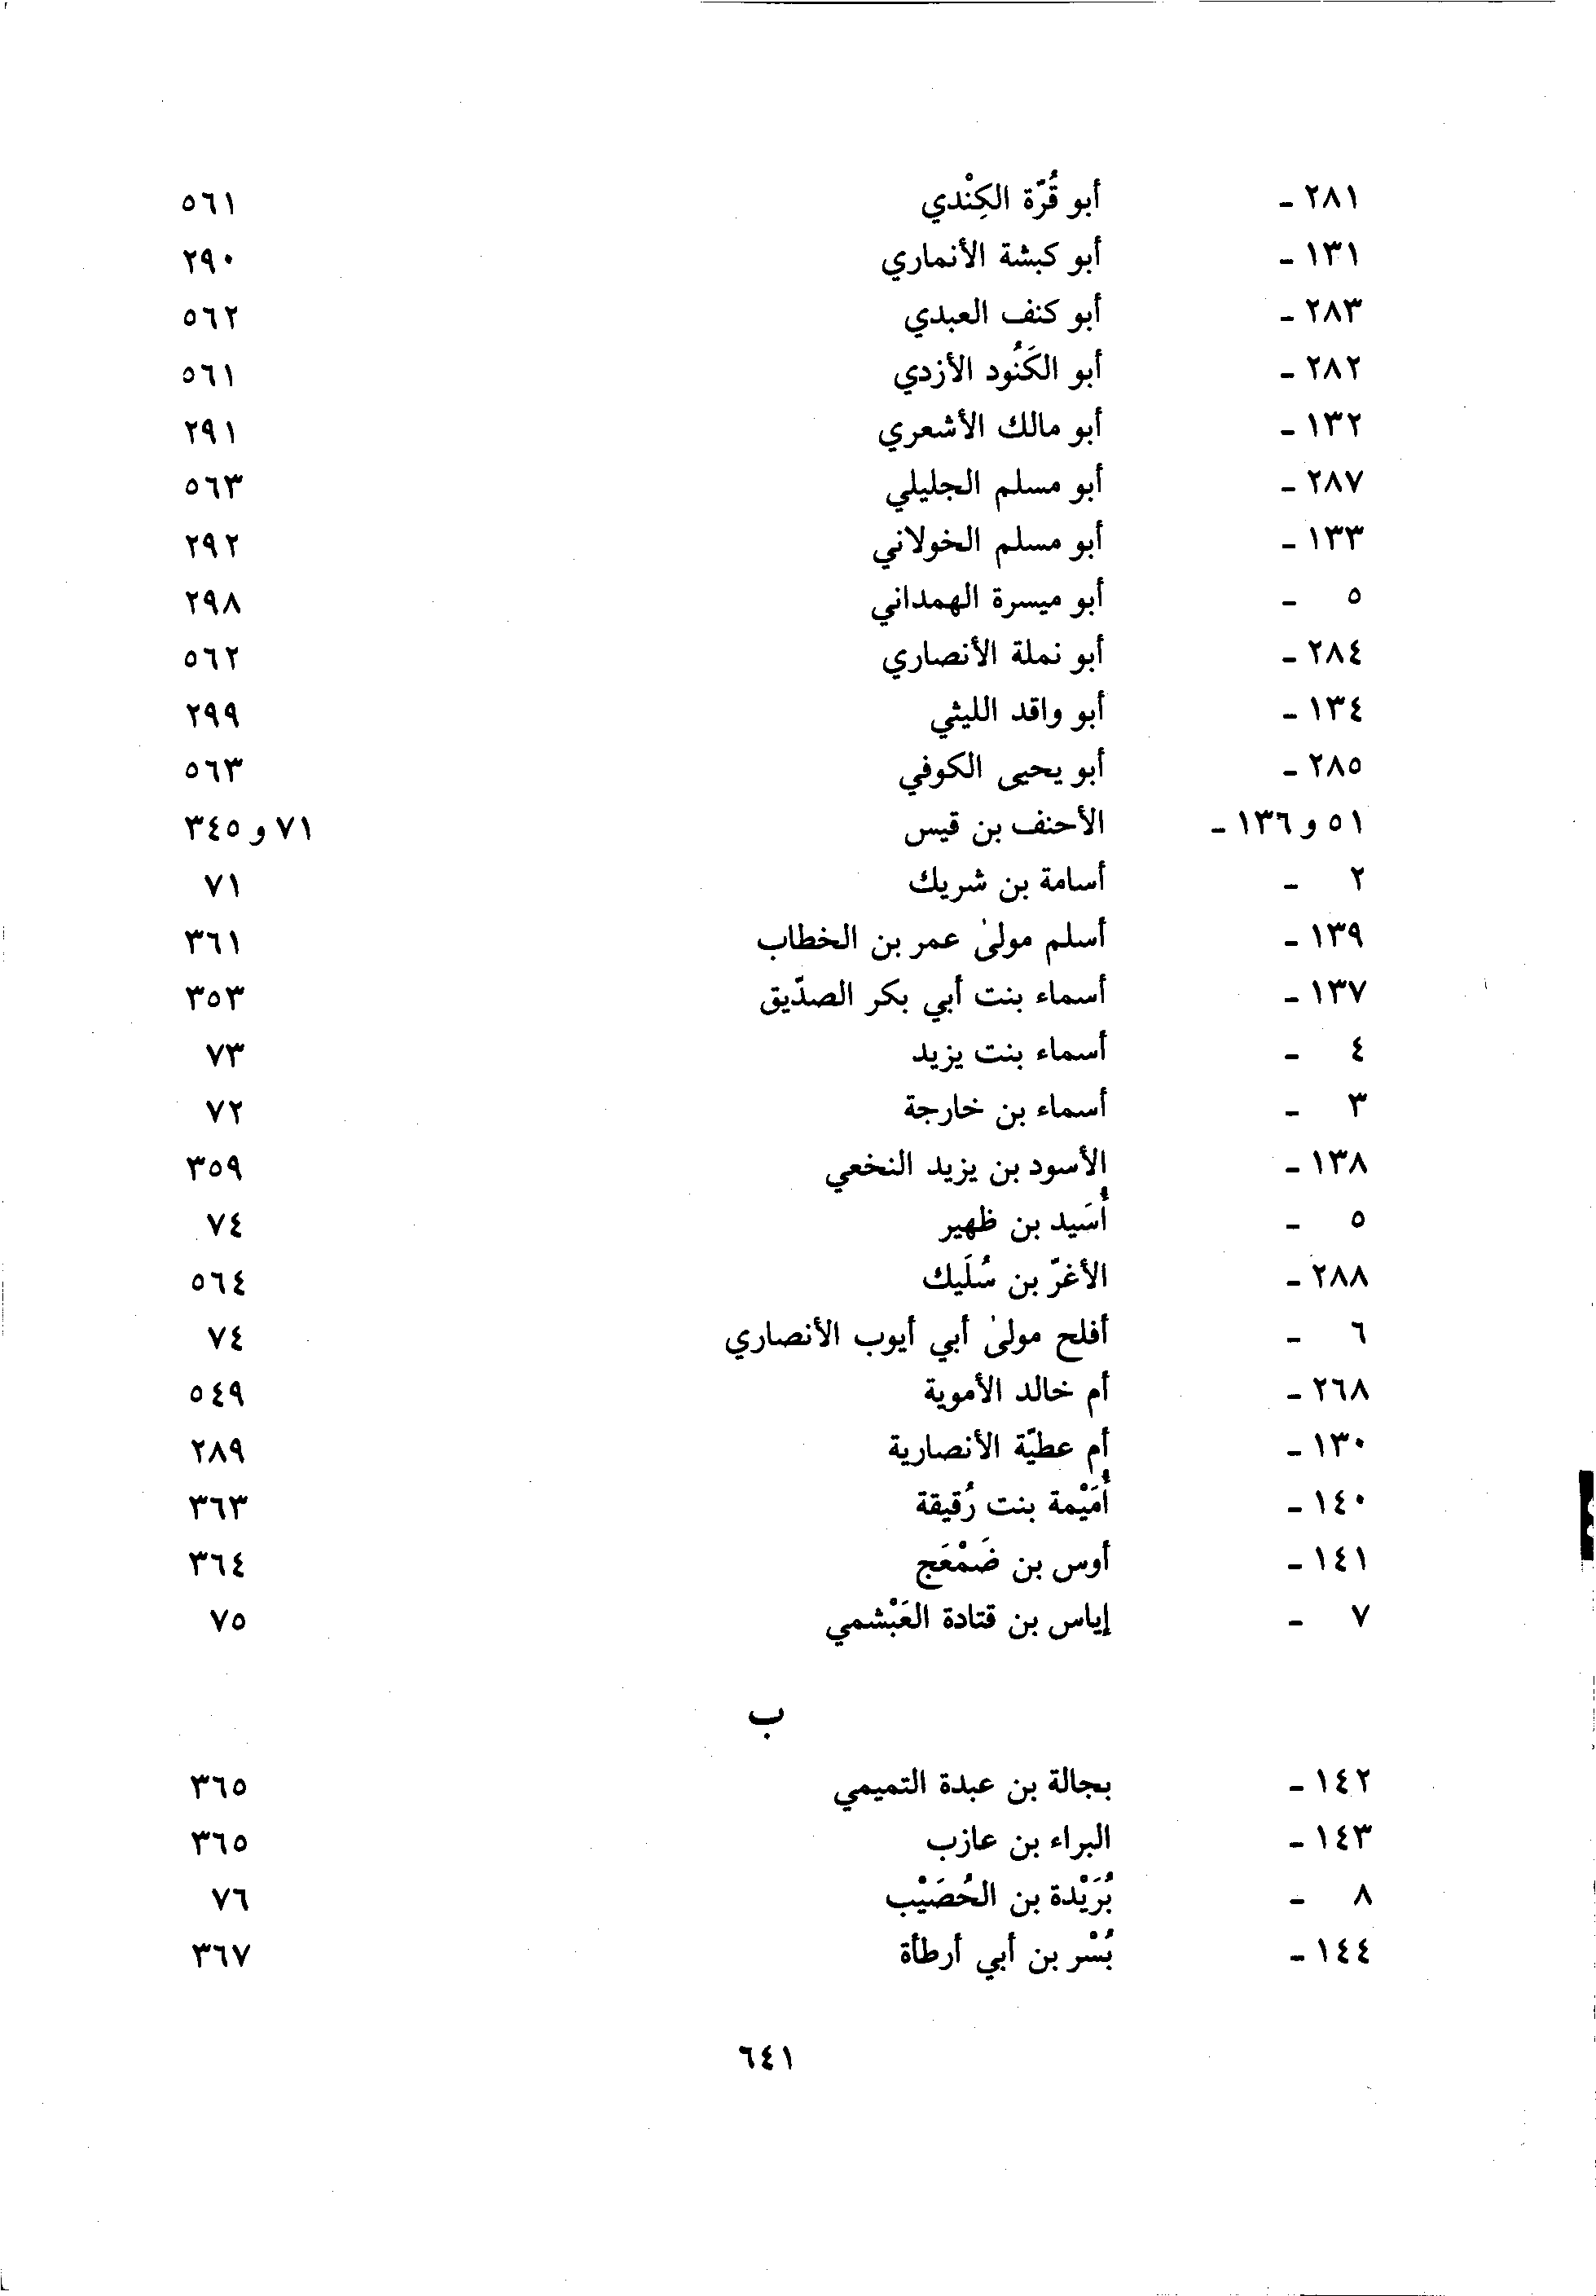 ٢٨١ - أبو قُرّة الكِنْدي ٥٦١
١٣١ - أبو كبشة الأنماري ٢٩٠
٢٨٣ - أبو كنف العبدي ٥٦٢
٢٨٢ - أبو الكَنُود الأزدي ٥٦١
١٣٢ - أبو مالك الأشعري ٢٩١
٢٨٧ - أبو مسلم الجليلي ٥٦٣
١٣٣ - أبو مسلم الخولاني ٢٩٢
٥ - أبو ميسرة الهمداني ٢٩٨
٢٨٤ - أبو نملة الأنصاري ٥٦٢
١٣٤ - أبو واقد الليثي ٢٩٩
٢٨٥ - أبو يحيى الكوفي ٥٦٣
٥١ و ١٣٦ - الأحنف بن قيس ٧١ و ٣٤٥
٢ - أسامة بن شريك ٧١
١٣٩ - أسلم مولىٰ عمر بن الخطاب ٣٦١
١٣٧ - أسماء بنت أبي بكر الصدّيق ٣٥٣
٤ - أسماء بنت يزيد ٧٣
٣ - أسماء بن خارجة ٧٢
١٣٨ - الأسود بن يزيد النخعي ٣٥٩
٥ - أُسَيد بن ظهير ٧٤
٢٨٨ - الأغرّ بن سُلَيك ٥٦٤
٦ - أفلح مولىٰ أبي أيوب الأنصاري ٧٤
٢٦٨ - أم خالد الأموية ٥٤٩
١٣٠ - أم عطيّة الأنصارية ٢٨٩
١٤٠ - أُمَيْمة بنت رُقيقة ٣٦٣
١٤١ - أوس بن ضَمْعَج ٣٦٤
٧ - إياس بن قتادة العَبْشمي ٧٥
ب
١٤٢ - بجالة بن عبدة التميمي ٣٦٥
١٤٣ - البراء بن عازب ٣٦٥
٨ - بُرَيْدة بن الحُصَيْب ٧٦
١٤٤ - بُسْر بن أبي أرطأة ٣٦٧
٦٤١